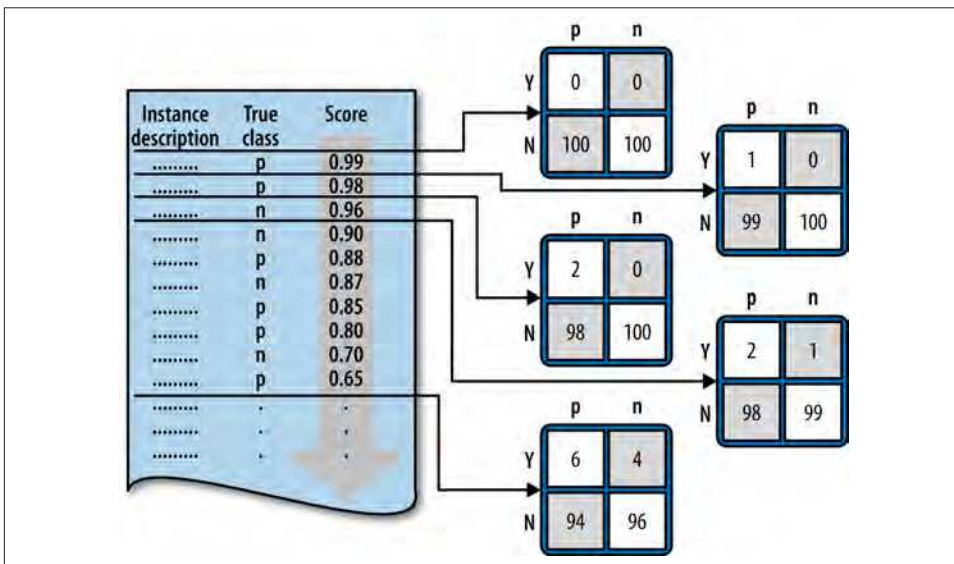 Instance description True class Score
......... p 0.99
......... p 0.98
......... n 0.96
......... n 0.90
......... p 0.88
......... n 0.87
......... p 0.85
......... p 0.80
......... n 0.70
......... p 0.65
......... . .
......... . .
......... . .
p n
Y 0 0
N 100 100
p n
Y 1 0
N 99 100
p n
Y 2 0
N 98 100
p n
Y 2 1
N 98 99
p n
Y 6 4
N 94 96